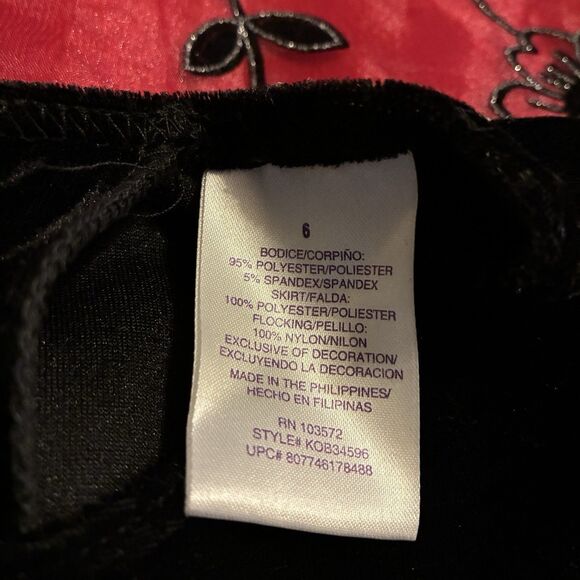 6
BODICE/CORPIÑO:
95% POLYESTER/POLIESTER
5% SPANDEX/SPANDEX
SKIRT/FALDA:
100% POLYESTER/POLIESTER
FLOCKING/PELILLO:
100% NYLON/NILON
EXCLUSIVE OF DECORATION/
EXCLUYENDO LA DECORACION
MADE IN THE PHILIPPINES/
HECHO EN FILIPINAS
RN 103572
STYLE# KOB34596
UPC# 807746178488